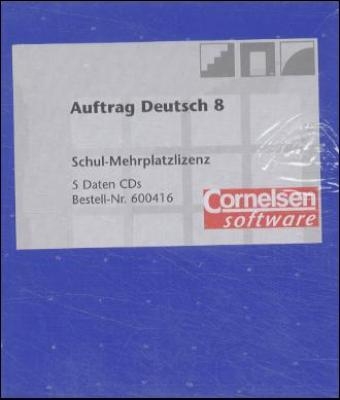 Auftrag Deutsch 8
Schul-Mehrplatzlizenz
5 Daten CDs
Bestell-Nr. 600416
Cornelsen
software